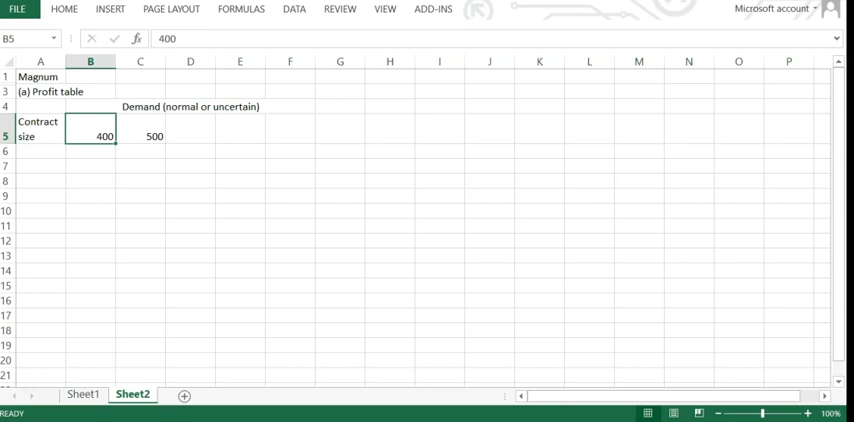 FILE HOME INSERT PAGE LAYOUT FORMULAS DATA REVIEW VIEW ADD-INS Microsoft account
B5 fx 400
A B C D E F G H I J K L M N O P
1 Magnum
3 (a) Profit table
4 Demand (normal or uncertain)
Contract
5 size 400 500
6
7
8
9
10
11
12
13
14
15
16
17
18
19
20
21
Sheet1 Sheet2
READY 100%